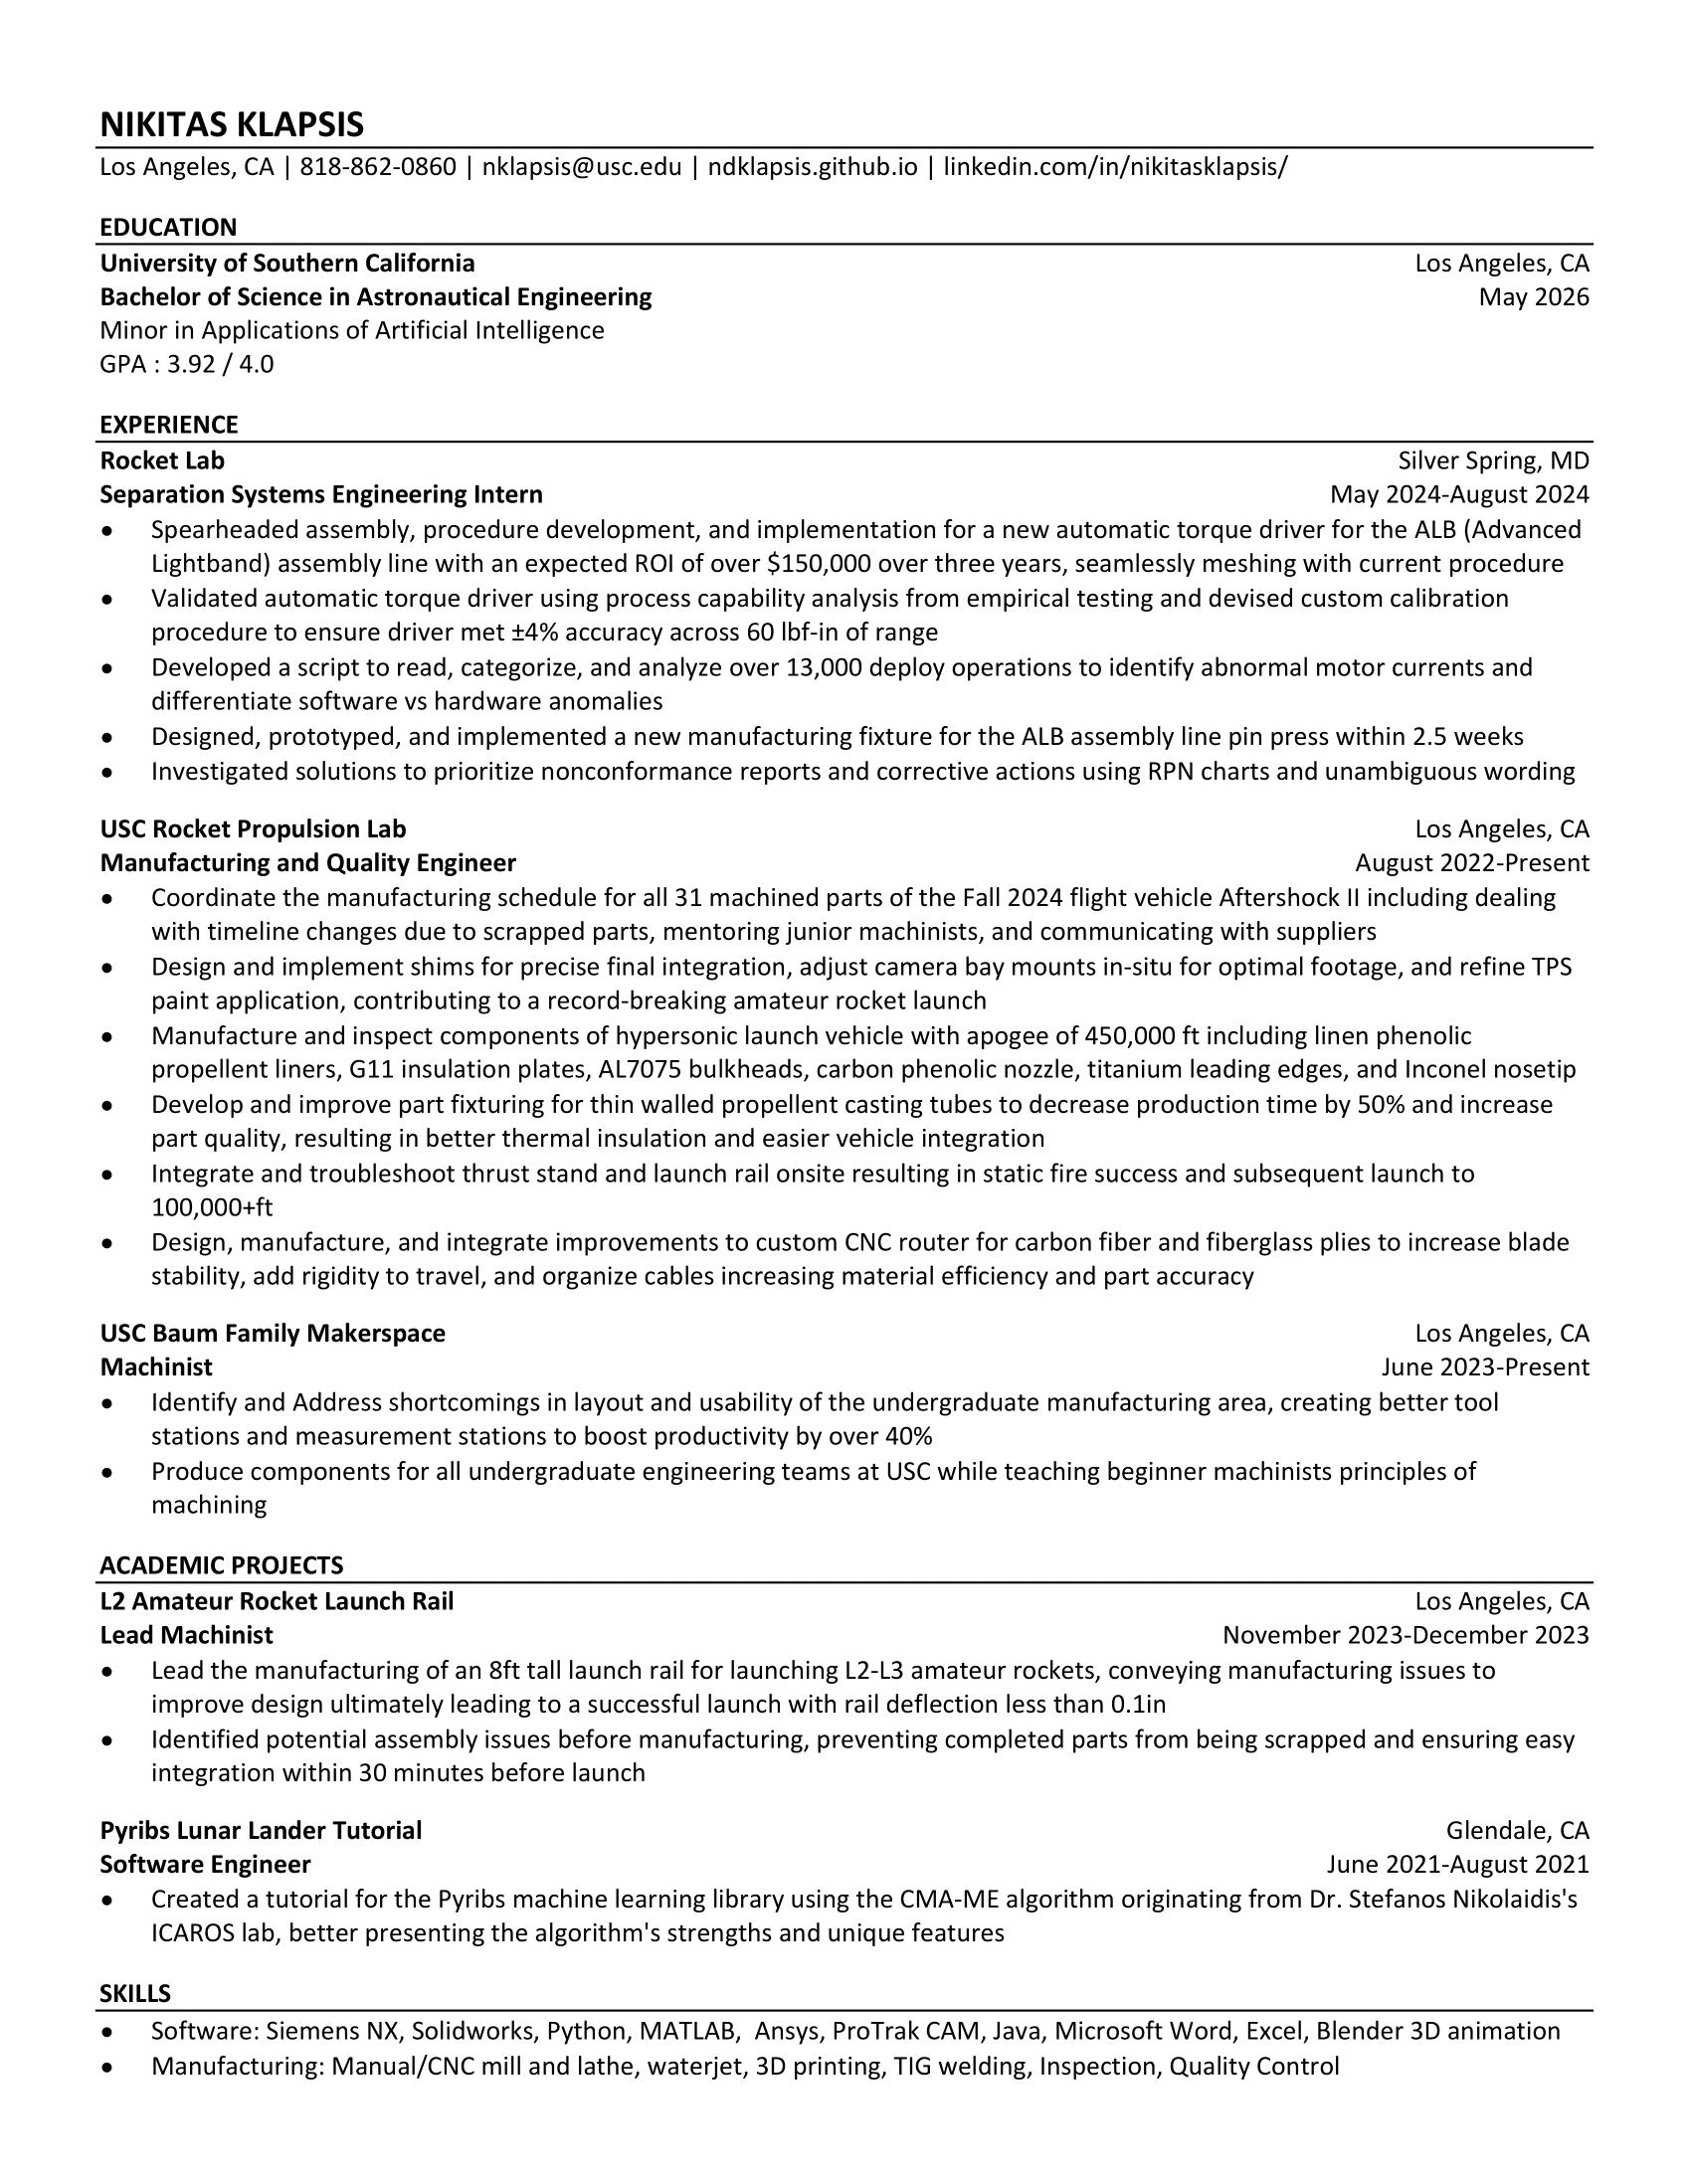 NIKITAS KLAPSIS
Los Angeles, CA | 818-862-0860 | nklapsis@usc.edu | ndklapsis.github.io | linkedin.com/in/nikitasklapsis/
EDUCATION
University of Southern California Los Angeles, CA
Bachelor of Science in Astronautical Engineering May 2026
Minor in Applications of Artificial Intelligence
GPA : 3.92 / 4.0
EXPERIENCE
Rocket Lab Silver Spring, MD
Separation Systems Engineering Intern May 2024-August 2024
• Spearheaded assembly, procedure development, and implementation for a new automatic torque driver for the ALB (Advanced
Lightband) assembly line with an expected ROI of over $150,000 over three years, seamlessly meshing with current procedure
• Validated automatic torque driver using process capability analysis from empirical testing and devised custom calibration
procedure to ensure driver met ±4% accuracy across 60 lbf-in of range
• Developed a script to read, categorize, and analyze over 13,000 deploy operations to identify abnormal motor currents and
differentiate software vs hardware anomalies
• Designed, prototyped, and implemented a new manufacturing fixture for the ALB assembly line pin press within 2.5 weeks
• Investigated solutions to prioritize nonconformance reports and corrective actions using RPN charts and unambiguous wording
USC Rocket Propulsion Lab Los Angeles, CA
Manufacturing and Quality Engineer August 2022-Present
• Coordinate the manufacturing schedule for all 31 machined parts of the Fall 2024 flight vehicle Aftershock II including dealing
with timeline changes due to scrapped parts, mentoring junior machinists, and communicating with suppliers
• Design and implement shims for precise final integration, adjust camera bay mounts in-situ for optimal footage, and refine TPS
paint application, contributing to a record-breaking amateur rocket launch
• Manufacture and inspect components of hypersonic launch vehicle with apogee of 450,000 ft including linen phenolic
propellent liners, G11 insulation plates, AL7075 bulkheads, carbon phenolic nozzle, titanium leading edges, and Inconel nosetip
• Develop and improve part fixturing for thin walled propellent casting tubes to decrease production time by 50% and increase
part quality, resulting in better thermal insulation and easier vehicle integration
• Integrate and troubleshoot thrust stand and launch rail onsite resulting in static fire success and subsequent launch to
100,000+ft
• Design, manufacture, and integrate improvements to custom CNC router for carbon fiber and fiberglass plies to increase blade
stability, add rigidity to travel, and organize cables increasing material efficiency and part accuracy
USC Baum Family Makerspace Los Angeles, CA
Machinist June 2023-Present
• Identify and Address shortcomings in layout and usability of the undergraduate manufacturing area, creating better tool
stations and measurement stations to boost productivity by over 40%
• Produce components for all undergraduate engineering teams at USC while teaching beginner machinists principles of
machining
ACADEMIC PROJECTS
L2 Amateur Rocket Launch Rail Los Angeles, CA
Lead Machinist November 2023-December 2023
• Lead the manufacturing of an 8ft tall launch rail for launching L2-L3 amateur rockets, conveying manufacturing issues to
improve design ultimately leading to a successful launch with rail deflection less than 0.1in
• Identified potential assembly issues before manufacturing, preventing completed parts from being scrapped and ensuring easy
integration within 30 minutes before launch
Pyribs Lunar Lander Tutorial Glendale, CA
Software Engineer June 2021-August 2021
• Created a tutorial for the Pyribs machine learning library using the CMA-ME algorithm originating from Dr. Stefanos Nikolaidis's
ICAROS lab, better presenting the algorithm's strengths and unique features
SKILLS
• Software: Siemens NX, Solidworks, Python, MATLAB,  Ansys, ProTrak CAM, Java, Microsoft Word, Excel, Blender 3D animation
• Manufacturing: Manual/CNC mill and lathe, waterjet, 3D printing, TIG welding, Inspection, Quality Control